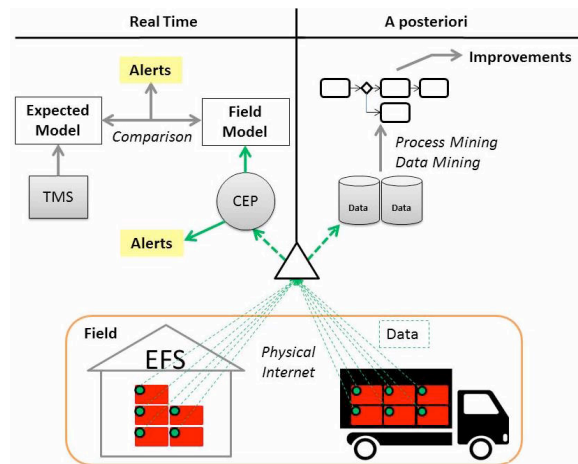 Real Time
A posteriori
Alerts
Improvements
Expected
Model
Field
Model
Comparison
Process Mining
Data Mining
TMS
CEP
Data
Data
Alerts
Field
Data
EFS
Physical
Internet